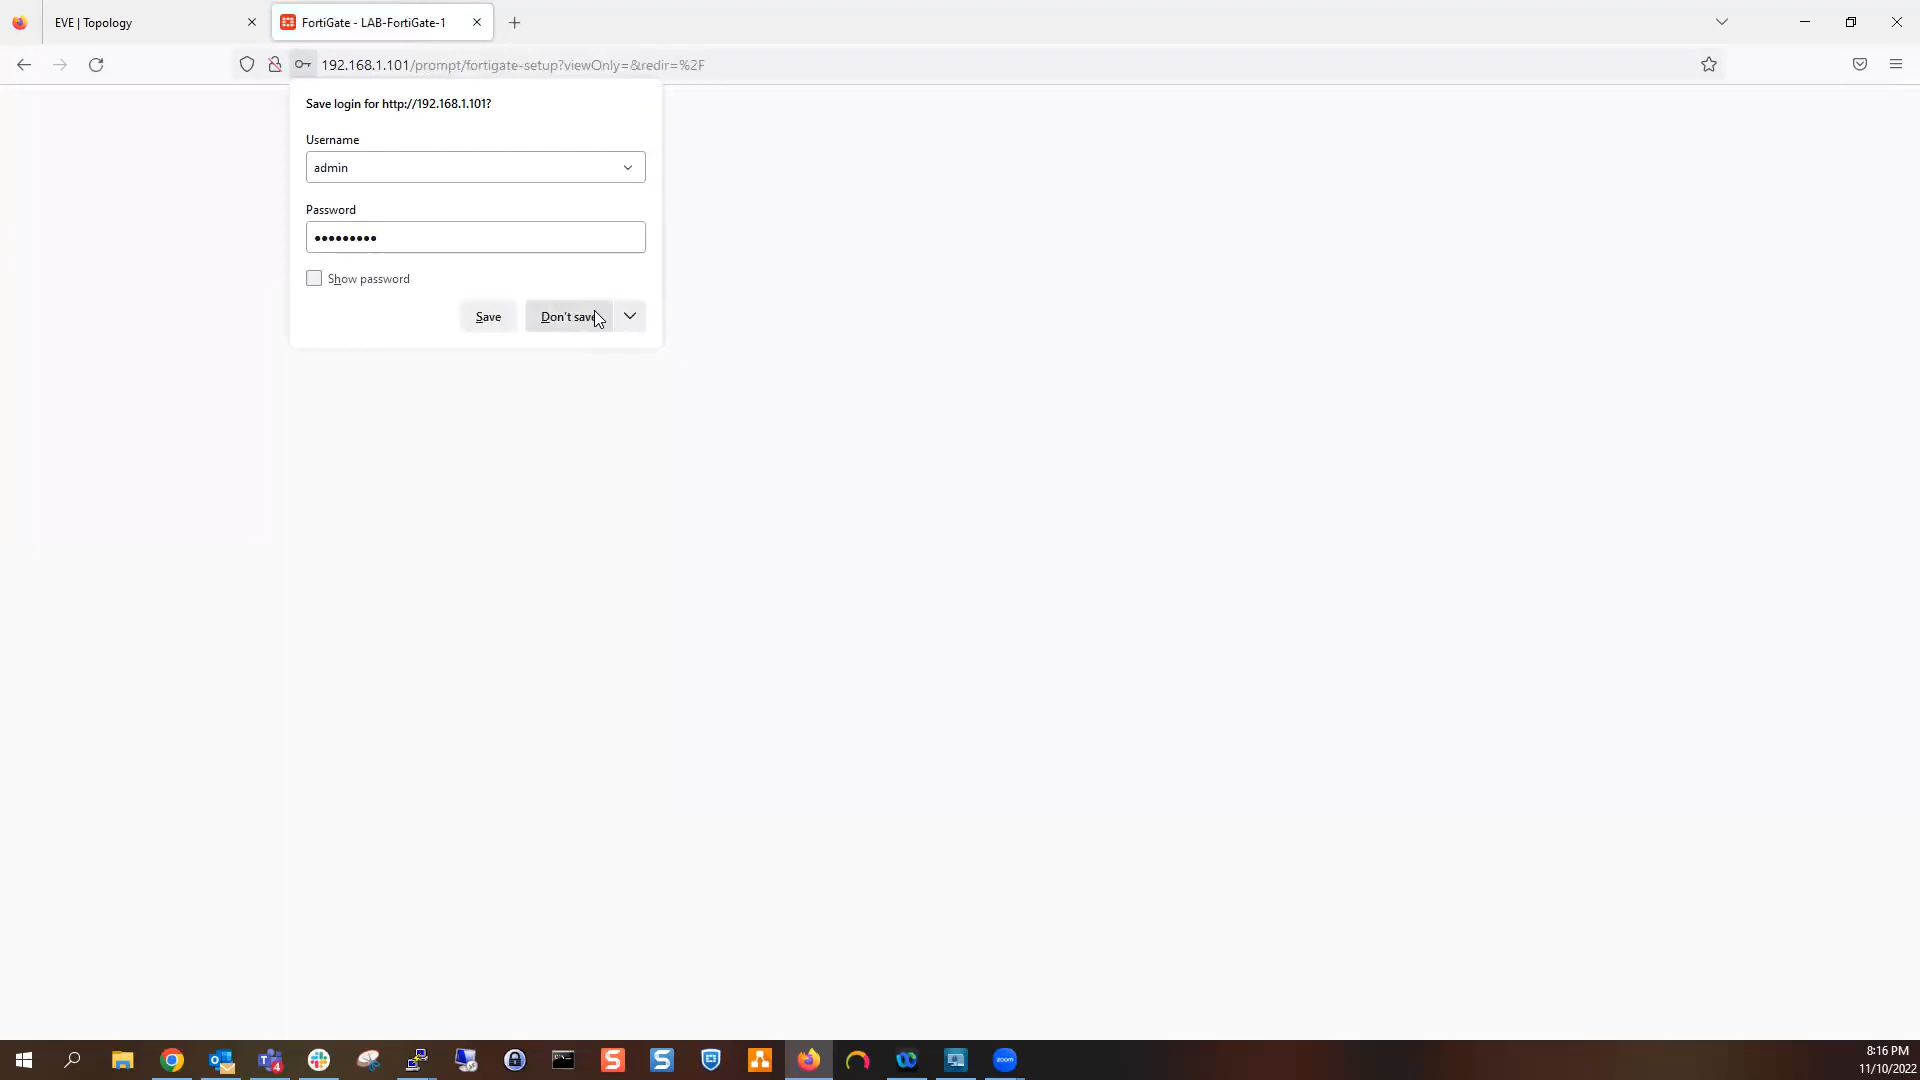 EVE | Topology
FortiGate - LAB-FortiGate-1
192.168.1.101/prompt/fortigate-setup?viewOnly=&redir=%2F
Save login for http://192.168.1.101?
Username
admin
Password
Show password
Save
Don't save
4
zoom
8:16 PM
11/10/2022